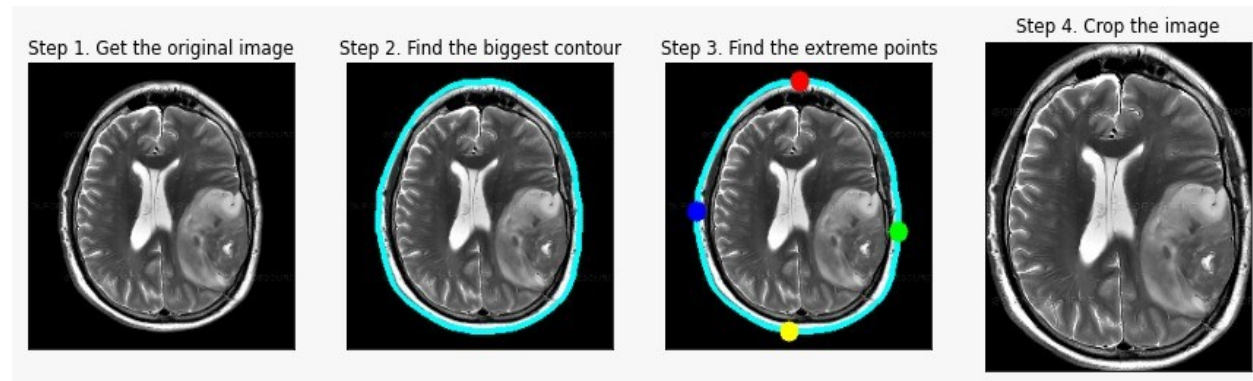 Step 1. Get the original image
Step 2. Find the biggest contour
Step 3. Find the extreme points
Step 4. Crop the image